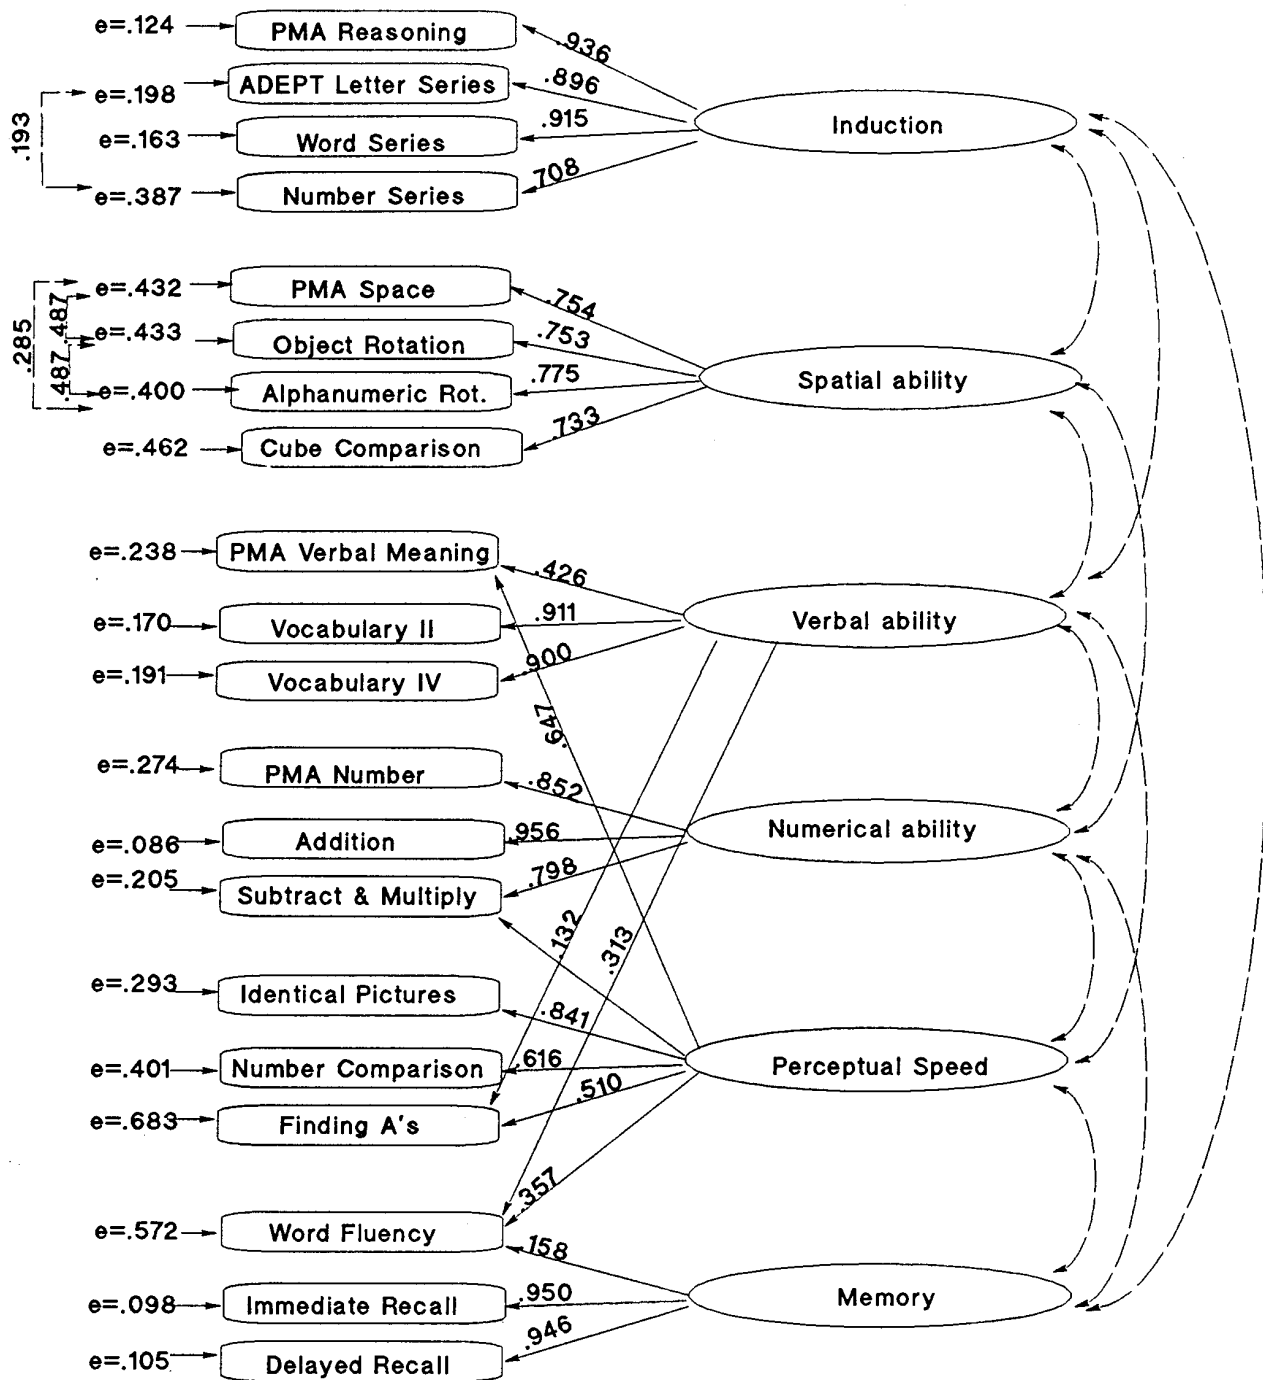 e=.124 PMA Reasoning .936
e=.198 ADEPT Letter Series .896
.193 e=.163 Word Series .915 Induction
e=.387 Number Series .708
e=.432 PMA Space .754
.285 .487 e=.433 Object Rotation .753
.487 e=.400 Alphanumeric Rot. .775 Spatial ability
e=.462 Cube Comparison .733
e=.238 PMA Verbal Meaning .426
e=.170 Vocabulary II .911 Verbal ability
e=.191 Vocabulary IV .900
.647
e=.274 PMA Number .852
e=.086 Addition .956 Numerical ability
e=.205 Subtract & Multiply .798
.132 .313
e=.293 Identical Pictures .841
e=.401 Number Comparison .616 Perceptual Speed
e=.683 Finding A's .510
.357
e=.572 Word Fluency .158
e=.098 Immediate Recall .950 Memory
e=.105 Delayed Recall .946